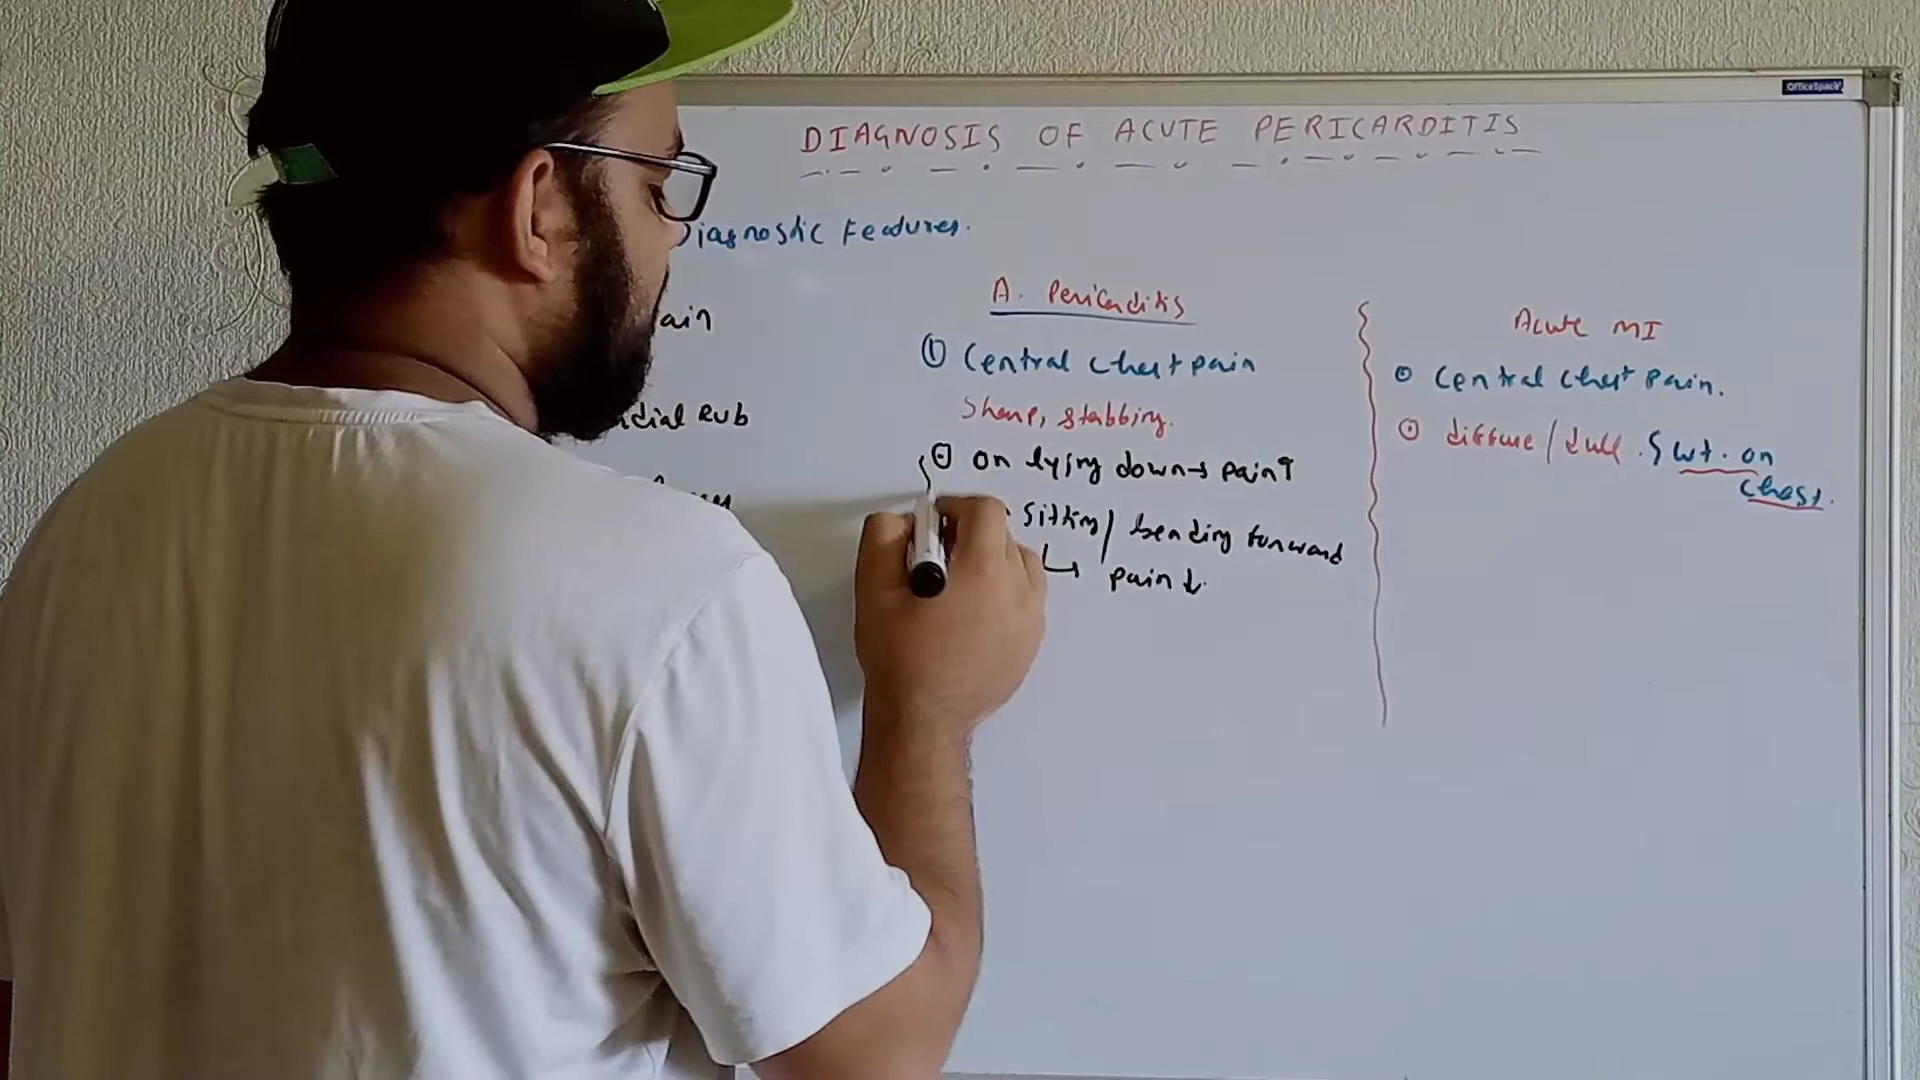 OfficeSpace
DIAGNOSIS OF ACUTE PERICARDITIS
Diagnostic Features.
ain
dial Rub
A. Pericarditis
① Central chest pain
Sharp, stabbing.
⊙ on lying down → pain ↑
Sitting / bending forward
↳ pain ↓.
Acute MI
⊙ Central chest pain.
⊙ diffuse / dull . { wt. on
chest.